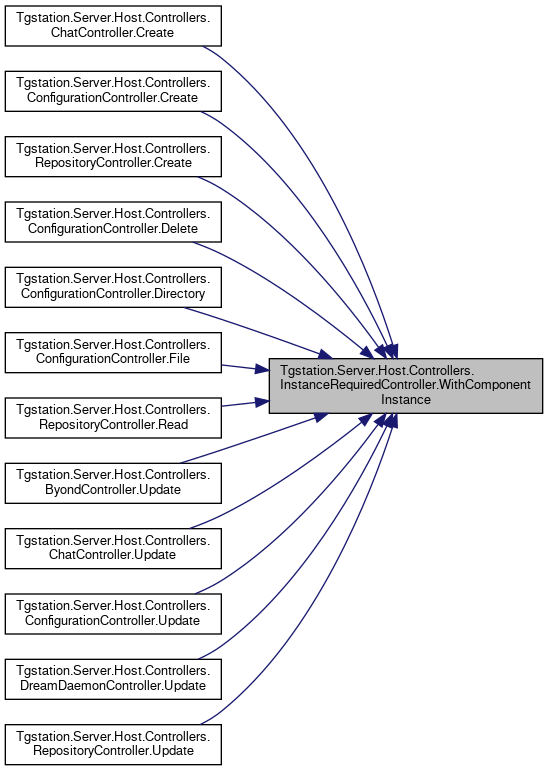 Tgstation.Server.Host.Controllers.
ChatController.Create
Tgstation.Server.Host.Controllers.
ConfigurationController.Create
Tgstation.Server.Host.Controllers.
RepositoryController.Create
Tgstation.Server.Host.Controllers.
ConfigurationController.Delete
Tgstation.Server.Host.Controllers.
ConfigurationController.Directory
Tgstation.Server.Host.Controllers.
ConfigurationController.File
Tgstation.Server.Host.Controllers.
InstanceRequiredController.WithComponent
Instance
Tgstation.Server.Host.Controllers.
RepositoryController.Read
Tgstation.Server.Host.Controllers.
ByondController.Update
Tgstation.Server.Host.Controllers.
ChatController.Update
Tgstation.Server.Host.Controllers.
ConfigurationController.Update
Tgstation.Server.Host.Controllers.
DreamDaemonController.Update
Tgstation.Server.Host.Controllers.
RepositoryController.Update